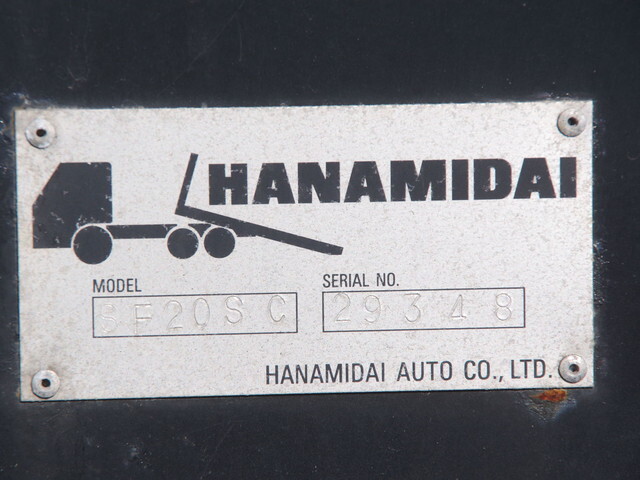 HANAMIDAI
MODEL
SERIAL NO.
SF20SC
29348
HANAMIDAI AUTO CO., LTD.